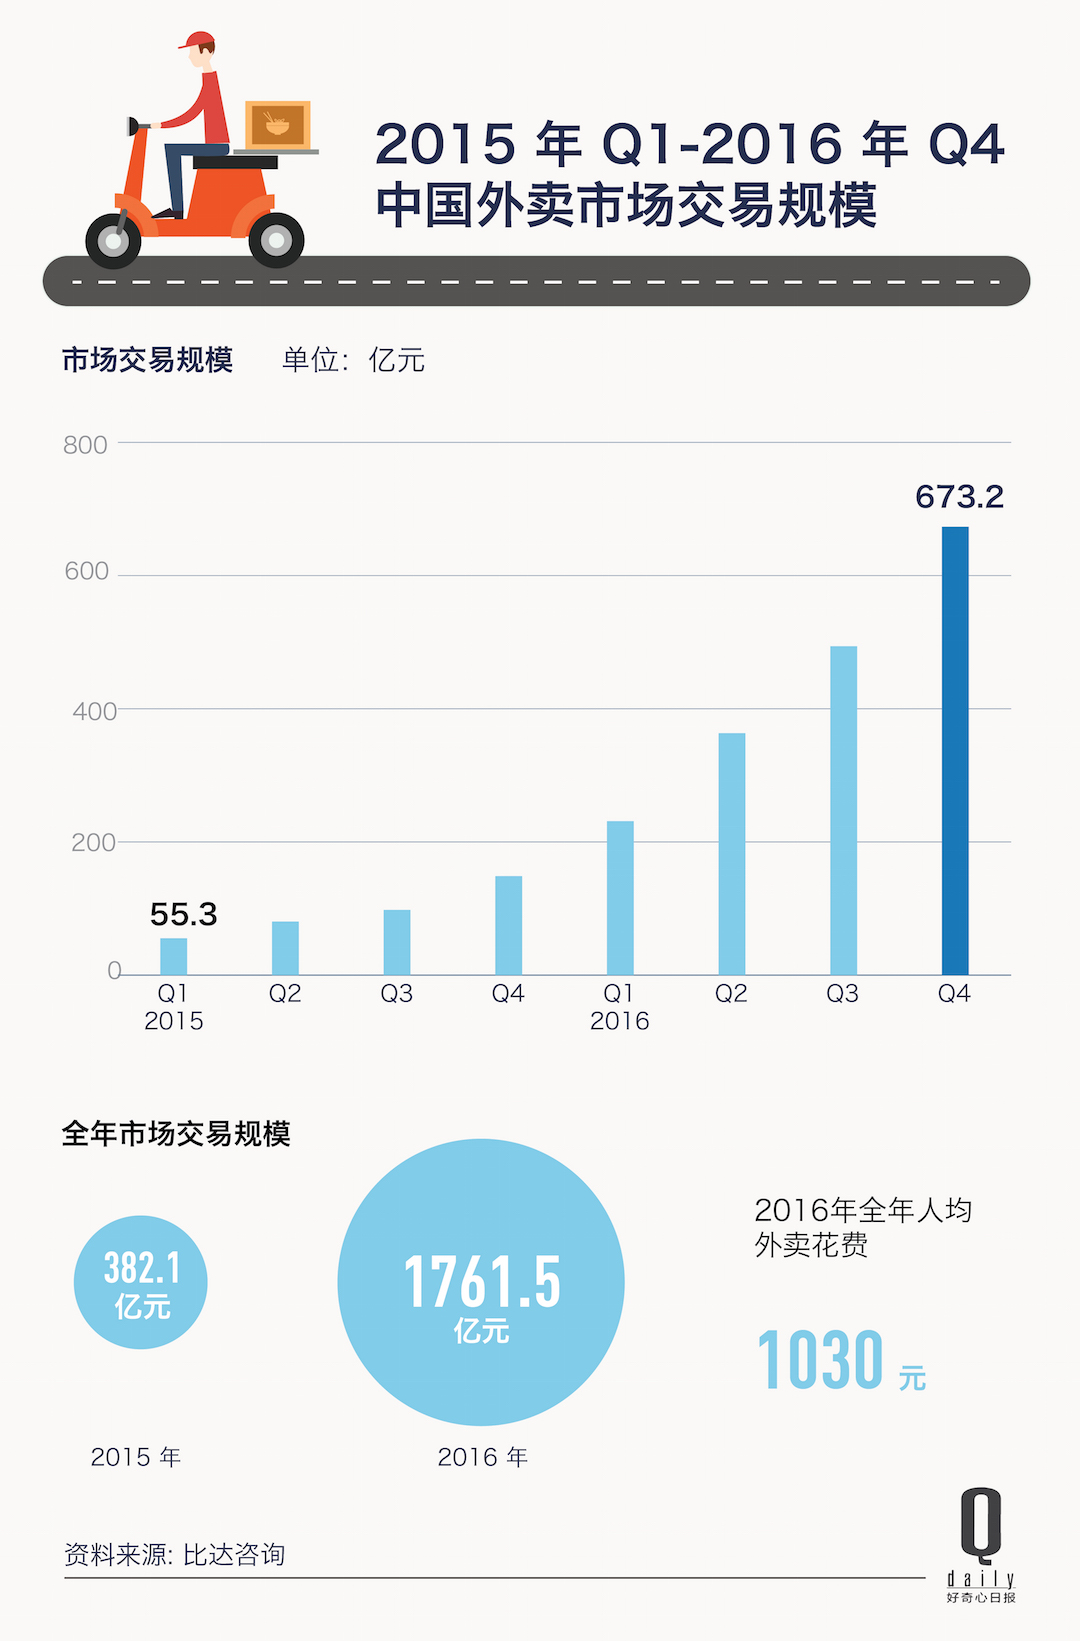 2015 年 Q1-2016 年 Q4
中国外卖市场交易规模
市场交易规模 单位：亿元
800
673.2
600
400
200
55.3
0
Q1 Q2 Q3 Q4 Q1 Q2 Q3 Q4
2015 2016
全年市场交易规模
2016年全年人均
外卖花费
382.1
亿元
1761.5
亿元
1030 元
2015 年 2016 年
资料来源: 比达咨询
Q
daily
好奇心日报